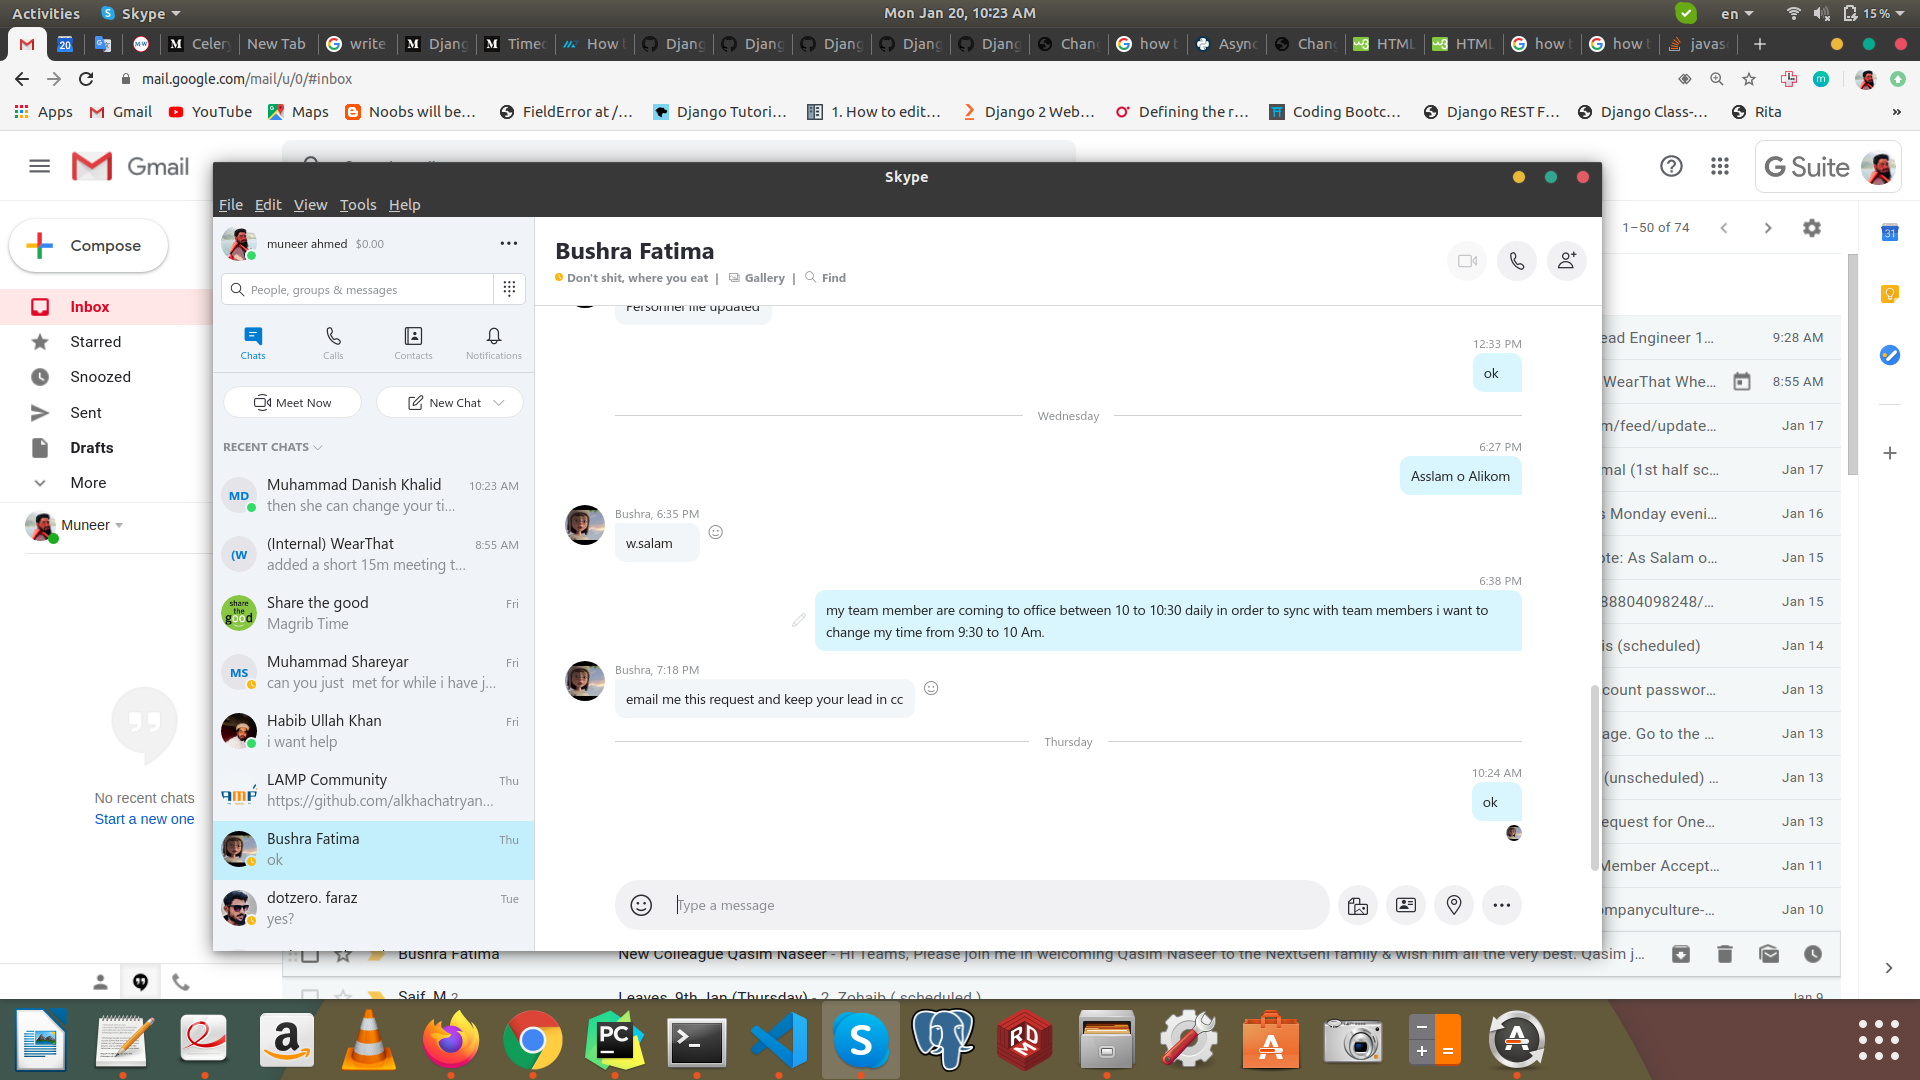 Activities
Skype
Mon Jan 20, 10:23 AM
en
15 %
Celery
New Tab
write
Djang
Timec
How t
Djang
Djang
Djang
Djang
Djang
Chang
how t
Async
Chang
HTML
HTML
how t
how t
javas
mail.google.com/mail/u/0/#inbox
Apps
Gmail
YouTube
Maps
Noobs will be...
FieldError at /...
Django Tutori...
1. How to edit...
Django 2 Web...
Defining the r...
Coding Bootc...
Django REST F...
Django Class-...
Rita
»
Gmail
G Suite
Compose
1–50 of 74
Inbox
Starred
Snoozed
Sent
Drafts
More
Muneer
No recent chats
Start a new one
Skype
File Edit View Tools Help
muneer ahmed $0.00
People, groups & messages
Chats
Calls
Contacts
Notifications
Meet Now
New Chat
RECENT CHATS
MD
Muhammad Danish Khalid 10:23 AM
then she can change your ti...
(W
(Internal) WearThat 8:55 AM
added a short 15m meeting t...
share the good
Share the good Fri
Magrib Time
MS
Muhammad Shareyar Fri
can you just met for while i have j...
Habib Ullah Khan Fri
i want help
LAMP Community Thu
https://github.com/alkhachatryan...
Bushra Fatima Thu
ok
dotzero. faraz Tue
yes?
Bushra Fatima
Don't shit, where you eat | Gallery | Find
Personnel file updated
12:33 PM
ok
Wednesday
6:27 PM
Asslam o Alikom
Bushra, 6:35 PM
w.salam
6:38 PM
my team member are coming to office between 10 to 10:30 daily in order to sync with team members i want to
change my time from 9:30 to 10 Am.
Bushra, 7:18 PM
email me this request and keep your lead in cc
Thursday
10:24 AM
ok
Type a message
ead Engineer 1... 9:28 AM
WearThat Whe... 8:55 AM
m/feed/update... Jan 17
mal (1st half sc... Jan 17
s Monday eveni... Jan 16
ote: As Salam o... Jan 15
88804098248/... Jan 15
is (scheduled) Jan 14
count passwor... Jan 13
age. Go to the ... Jan 13
(unscheduled) ... Jan 13
equest for One... Jan 13
Member Accept... Jan 11
ompanyculture-... Jan 10
Bushra Fatima New Colleague Qasim Naseer - Hi Teams, Please join me in welcoming Qasim Naseer to the NextGenI family & wish him all the very best. Qasim j...
Saif, M 2 Leaves, 9th Jan (Thursday) - 2. Zohaib ( scheduled ) Jan 9
31